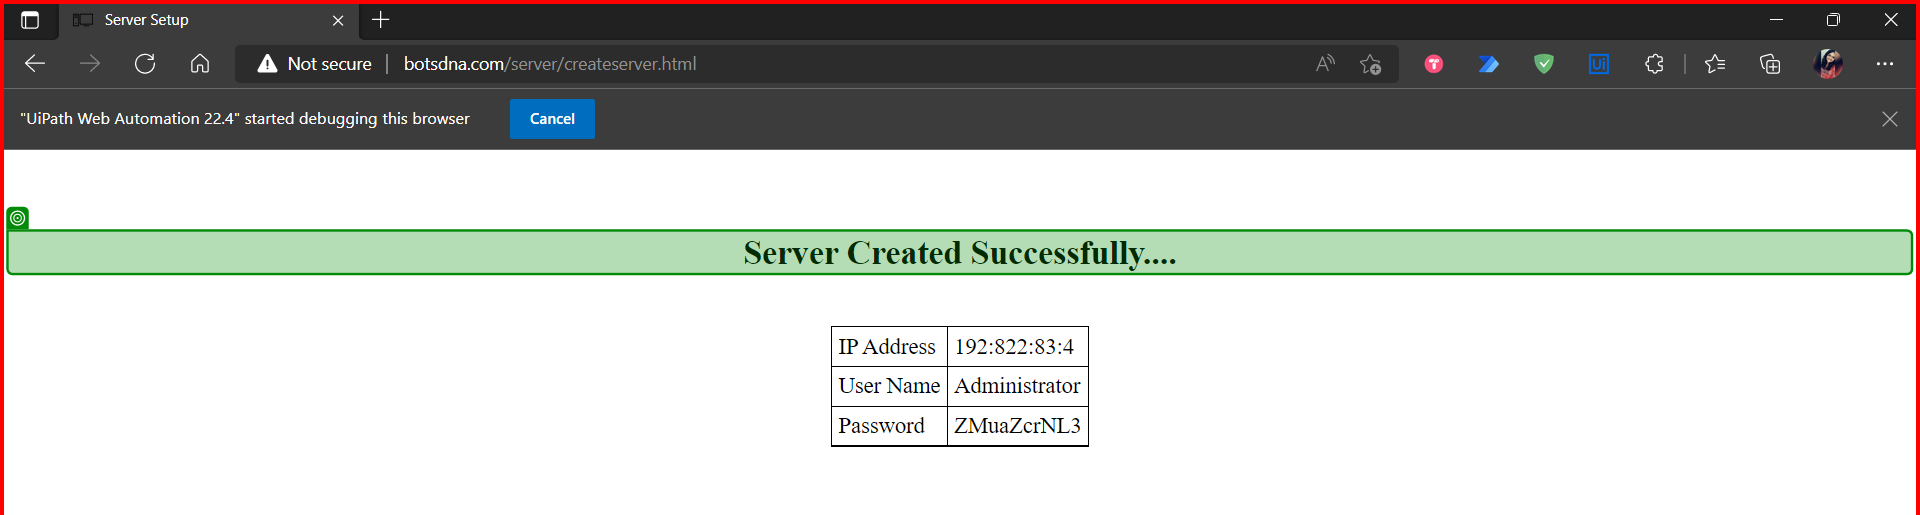 Server Setup
Not secure botsdna.com/server/createserver.html
"UiPath Web Automation 22.4" started debugging this browser Cancel
Server Created Successfully....
IP Address 192:822:83:4
User Name Administrator
Password ZMuaZcrNL3